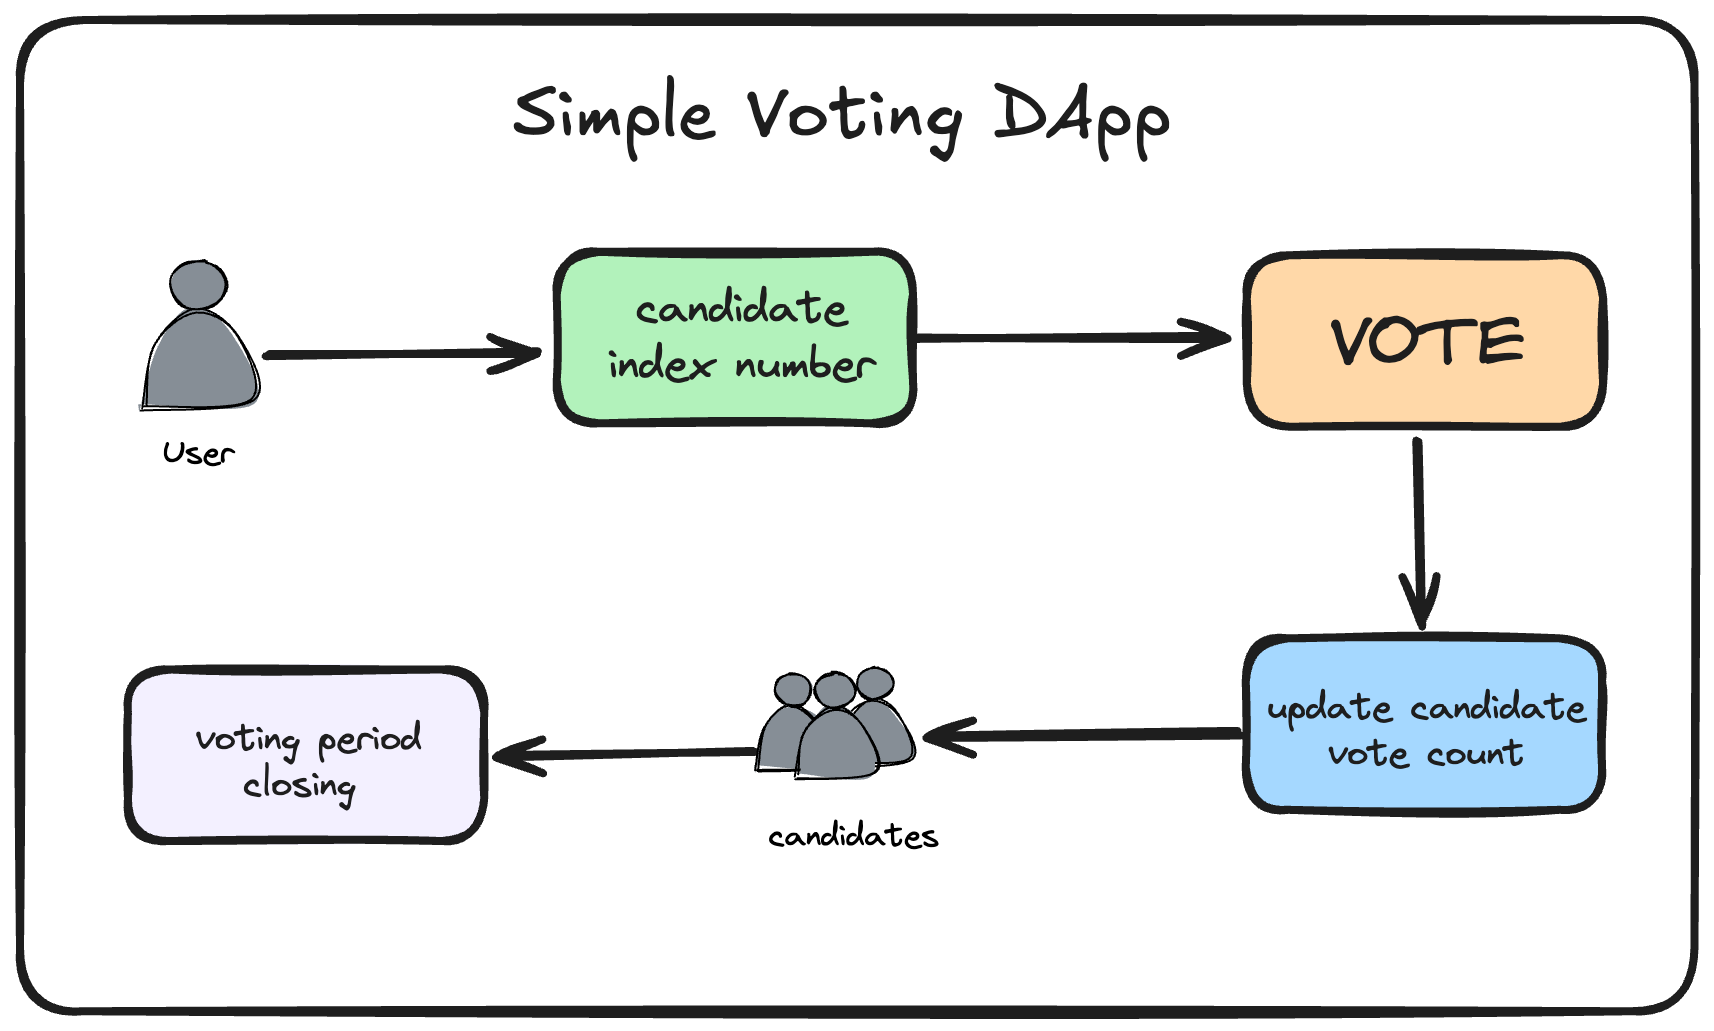 Simple Voting DApp
candidate
index number
VOTE
User
update candidate
vote count
voting period
closing
candidates